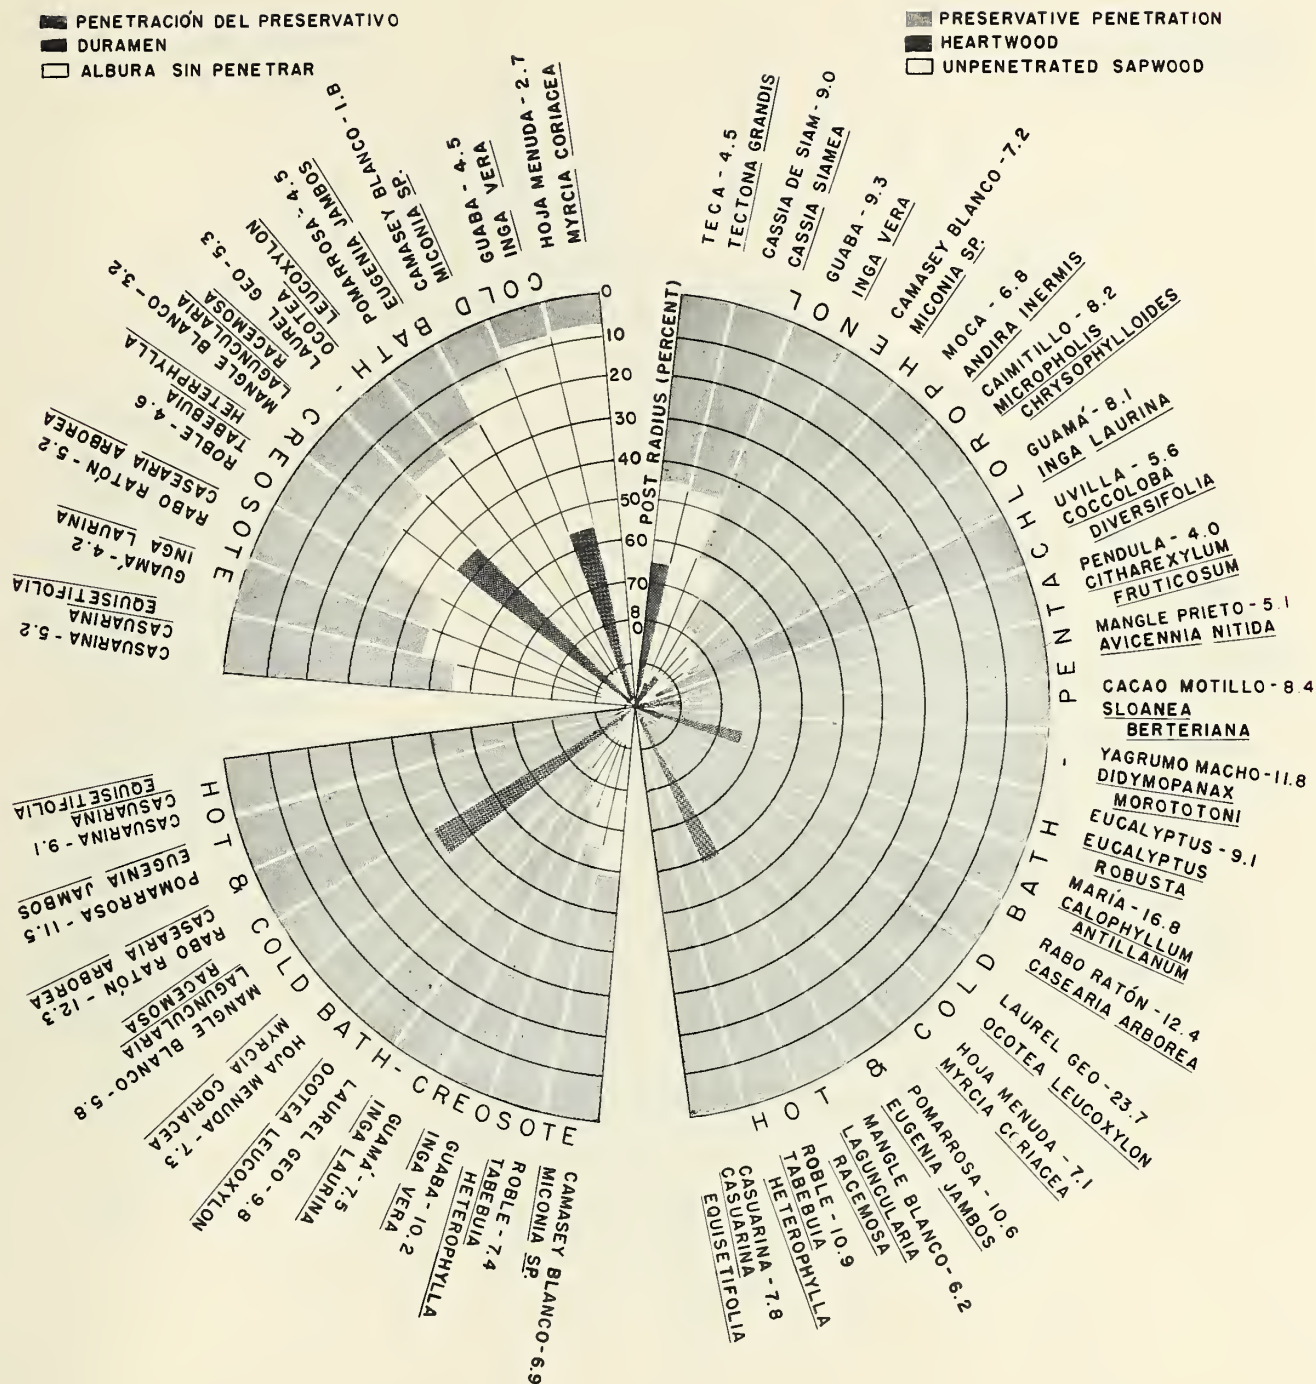 PENETRACIÓN DEL PRESERVATIVO
DURAMEN
ALBURA SIN PENETRAR
PRESERVATIVE PENETRATION
HEARTWOOD
UNPENETRATED SAPWOOD
COLD BATH - CREOSOTE
HOJA MENUDA - 2.7
MYRCIA CORIACEA
GUABA - 4.5
INGA VERA
CAMASEY BLANCO - 1.8
MICONIA SP.
POMARROSA - 4.5
EUGENIA JAMBOS
LAUREL GEO - 5.3
OCOTEA
LEUCOXYLON
MANGLE BLANCO - 3.2
LAGUNCULARIA
RACEMOSA
ROBLE - 4.6
TABEBUIA
HETERPHYLLA
RABO RATÓN - 5.2
CASEARIA ARBOREA
GUAMÁ - 4.2
INGA LAURINA
CASUARINA - 5.2
CASUARINA
EQUISETIFOLIA
POST RADIUS (PERCENT)
0
10
20
30
40
50
60
70
8
0
HOT & COLD BATH - PENTACHLOROPHENOL
TECA - 4.5
TECTONA GRANDIS
CASSIA DE SIAM - 9.0
CASSIA SIAMEA
GUABA - 9.3
INGA VERA
CAMASEY BLANCO - 7.2
MICONIA SP.
MOCA - 6.8
ANDIRA INERMIS
CAIMITILLO - 8.2
MICROPHOLIS
CHRYSOPHYLLOIDES
GUAMÁ - 8.1
INGA LAURINA
UVILLA - 5.6
COCCOLOBA
DIVERSIFOLIA
PENDULA - 4.0
CITHAREXYLUM
FRUTICOSUM
MANGLE PRIETO - 5.1
AVICENNIA NITIDA
CACAO MOTILLO - 8.4
SLOANEA
BERTERIANA
YAGRUMO MACHO - 11.8
DIDYMOPANAX
MOROTOTONI
EUCALYPTUS - 9.1
EUCALYPTUS
ROBUSTA
MARÍA - 16.8
CALOPHYLLUM
ANTILLANUM
RABO RATÓN - 12.4
CASEARIA ARBOREA
LAUREL GEO - 23.7
OCOTEA LEUCOXYLON
HOJA MENUDA - 7.1
MYRCIA CORIACEA
POMARROSA - 10.6
EUGENIA JAMBOS
MANGLE BLANCO - 6.2
LAGUNCULARIA
RACEMOSA
ROBLE - 10.9
TABEBUIA
HETEROPHYLLA
CASUARINA - 7.8
CASUARINA
EQUISETIFOLIA
HOT & COLD BATH - CREOSOTE
CASUARINA - 9.1
CASUARINA
EQUISETIFOLIA
POMARROSA - 11.5
EUGENIA JAMBOS
RABO RATÓN - 12.3
CASEARIA ARBOREA
MANGLE BLANCO - 5.8
LAGUNCULARIA
RACEMOSA
HOJA MENUDA - 7.3
MYRCIA CORIACEA
LAUREL GEO - 9.8
OCOTEA LEUCOXYLON
GUAMÁ - 7.5
INGA LAURINA
GUABA - 10.2
INGA VERA
ROBLE - 7.4
TABEBUIA
HETEROPHYLLA
CAMASEY BLANCO - 6.9
MICONIA SP.